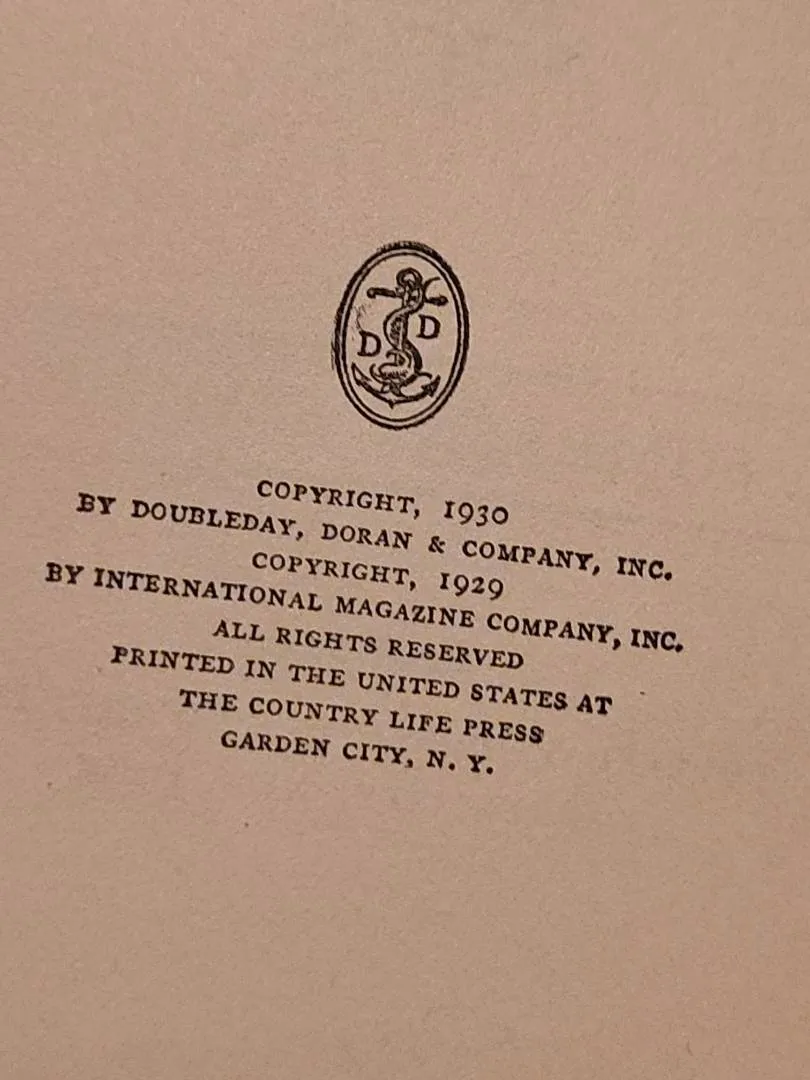 D D
COPYRIGHT, 1930
BY DOUBLEDAY, DORAN & COMPANY, INC.
COPYRIGHT, 1929
BY INTERNATIONAL MAGAZINE COMPANY, INC.
ALL RIGHTS RESERVED
PRINTED IN THE UNITED STATES AT
THE COUNTRY LIFE PRESS
GARDEN CITY, N. Y.